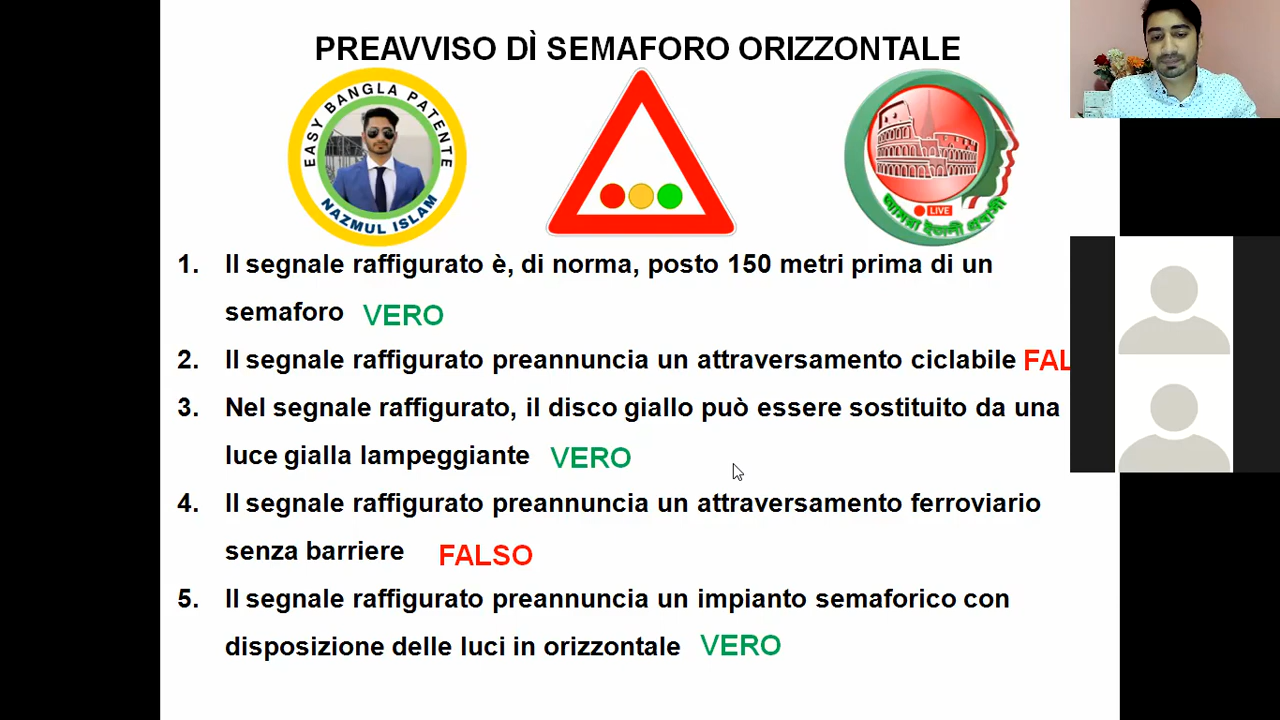 PREAVVISO DÌ SEMAFORO ORIZZONTALE
EASY BANGLA PATENTE
NAZMUL ISLAM
LIVE
আমরা ইতালী প্রবাসী
1. Il segnale raffigurato è, di norma, posto 150 metri prima di un
semaforo VERO
2. Il segnale raffigurato preannuncia un attraversamento ciclabile FAL
3. Nel segnale raffigurato, il disco giallo può essere sostituito da una
luce gialla lampeggiante VERO
4. Il segnale raffigurato preannuncia un attraversamento ferroviario
senza barriere FALSO
5. Il segnale raffigurato preannuncia un impianto semaforico con
disposizione delle luci in orizzontale VERO